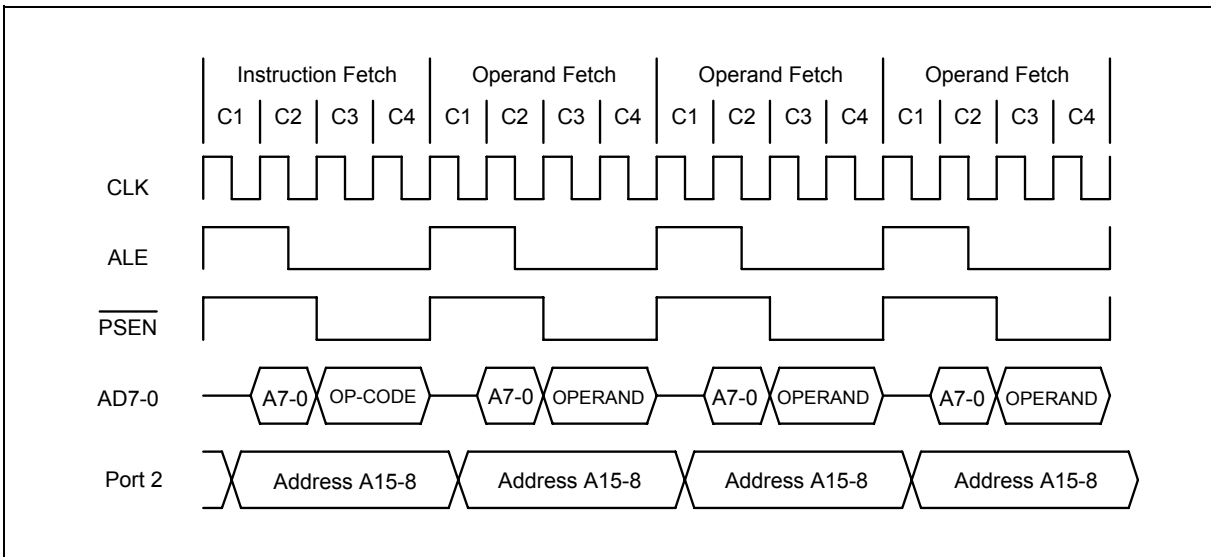 Instruction Fetch Operand Fetch Operand Fetch Operand Fetch
C1 C2 C3 C4 C1 C2 C3 C4 C1 C2 C3 C4 C1 C2 C3 C4
CLK
ALE
PSEN
AD7-0 A7-0 OP-CODE A7-0 OPERAND A7-0 OPERAND A7-0 OPERAND
Port 2 Address A15-8 Address A15-8 Address A15-8 Address A15-8